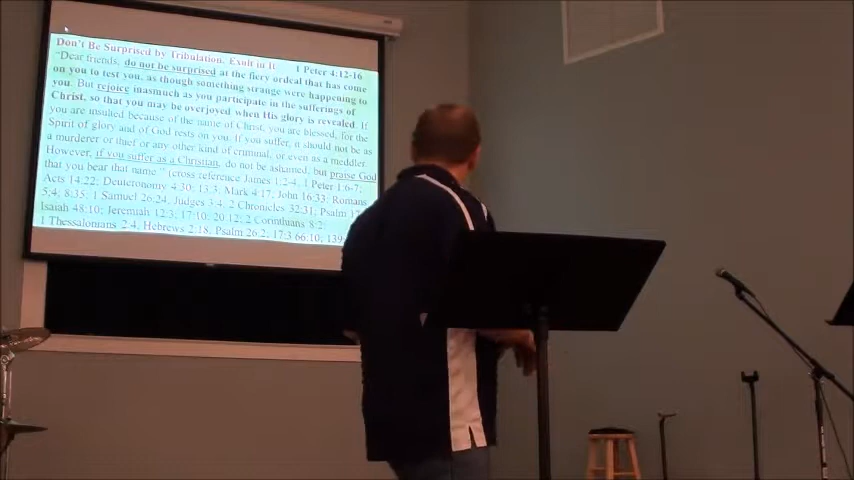 Don't Be Surprised by Tribulation, Exult in It   1 Peter 4:12-16
"Dear friends, do not be surprised at the fiery ordeal that has come
on you to test you, as though something strange were happening to
you. But rejoice inasmuch as you participate in the sufferings of
Christ, so that you may be overjoyed when His glory is revealed. If
you are insulted because of the name of Christ, you are blessed, for the
Spirit of glory and of God rests on you. If you suffer, it should not be as
a murderer or thief or any other kind of criminal, or even as a meddler.
However, if you suffer as a Christian, do not be ashamed, but praise God
that you bear that name." (cross reference James 1:2-4, 1 Peter 1:6-7;
Acts 14:22; Deuteronomy 4:30; 13:3; Mark 4:17; John 16:33; Romans
5:4; 8:35; 1 Samuel 26:24, Judges 3:4, 2 Chronicles 32:31; Psalm
Isaiah 48:10; Jeremiah 12:3; 17:10; 20:12; 2 Corinthians 8:2;
1 Thessalonians 2:4, Hebrews 2:18, Psalm 26:2, 17:3 66:10,